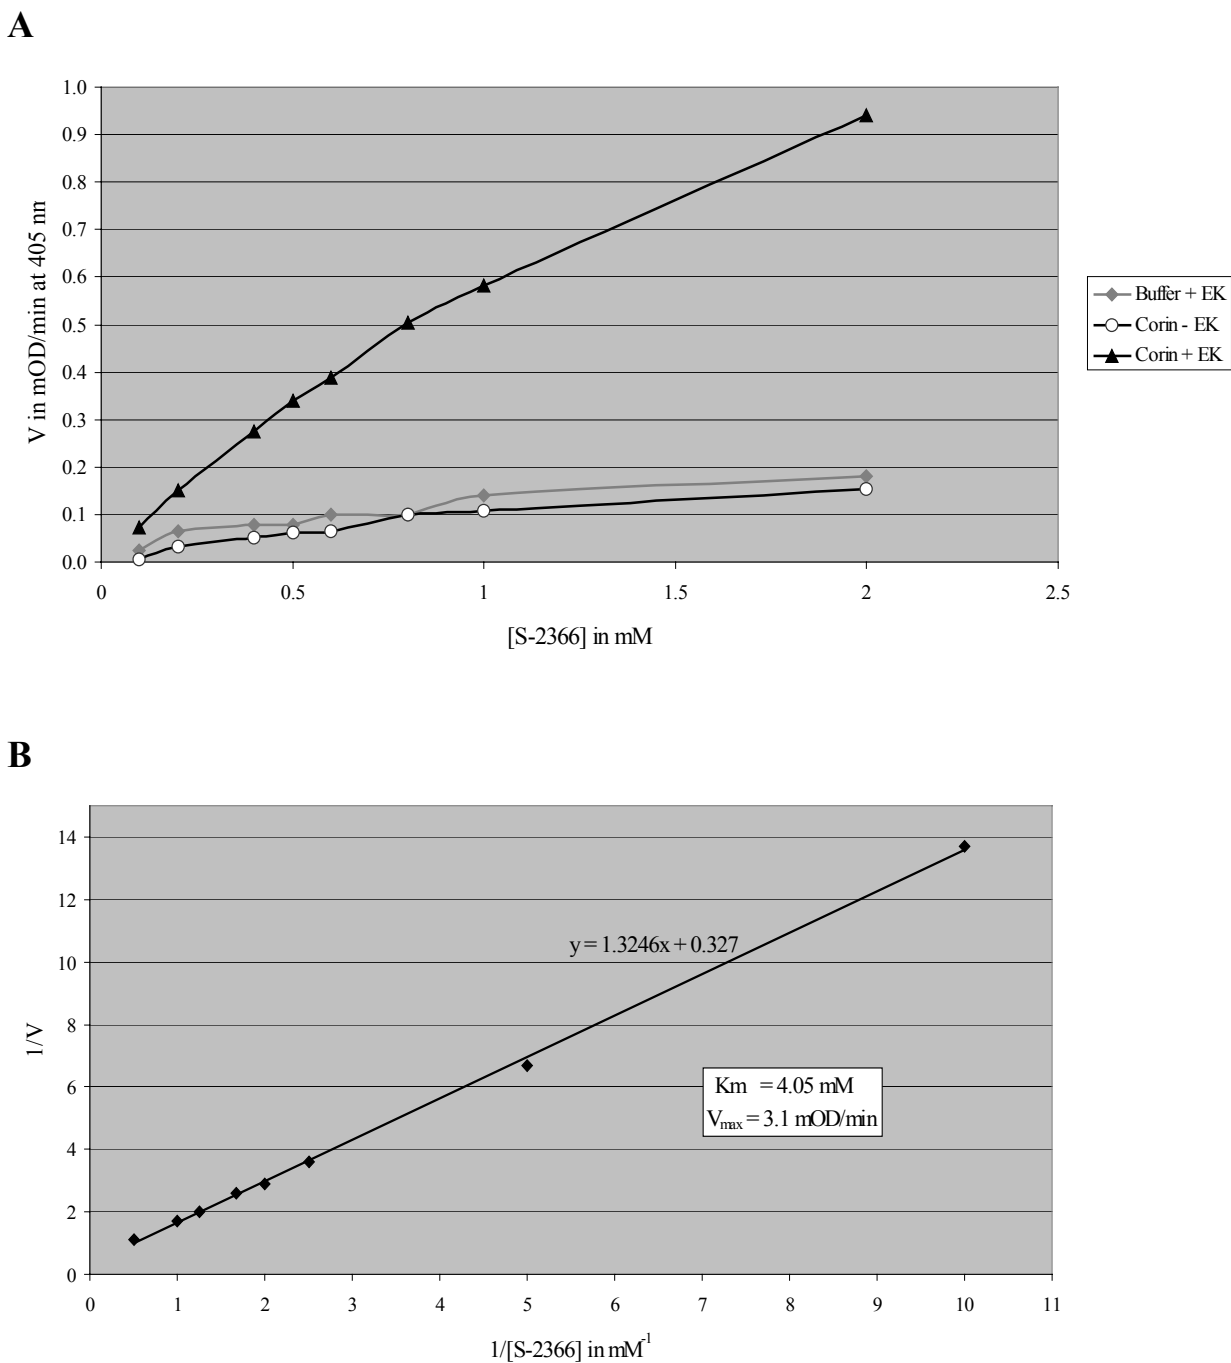 A
1.0
0.9
0.8
0.7
0.6
0.5
0.4
0.3
0.2
0.1
0.0
V in mOD/min at 405 nm
0 0.5 1 1.5 2 2.5
[S-2366] in mM
Buffer + EK
Corin - EK
Corin + EK
B
14
12
10
8
6
4
2
0
1/V
y = 1.3246x + 0.327
Km = 4.05 mM
Vmax = 3.1 mOD/min
0 1 2 3 4 5 6 7 8 9 10 11
1/[S-2366] in mM-1